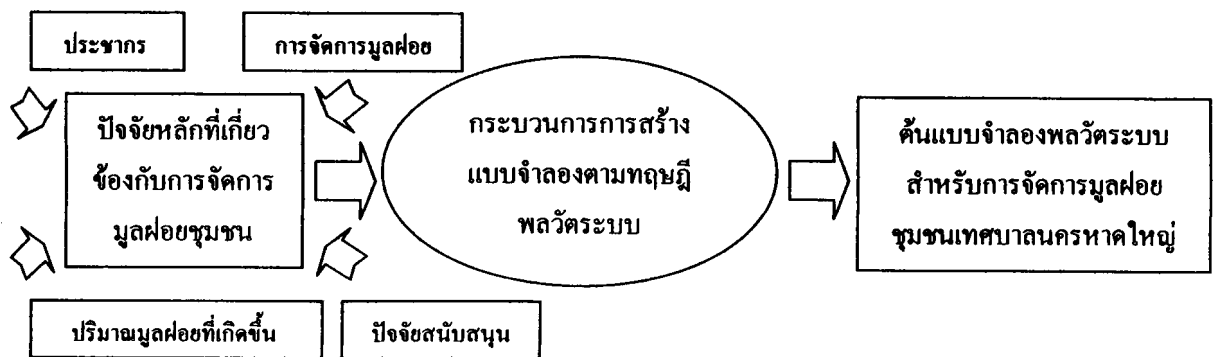 ประชากร
การจัดการมูลฝอย
ปัจจัยหลักที่เกี่ยว
ข้องกับการจัดการ
มูลฝอยชุมชน
กระบวนการการสร้าง
แบบจำลองตามทฤษฎี
พลวัตระบบ
ต้นแบบจำลองพลวัตระบบ
สำหรับการจัดการมูลฝอย
ชุมชนเทศบาลนครหาดใหญ่
ปริมาณมูลฝอยที่เกิดขึ้น
ปัจจัยสนับสนุน